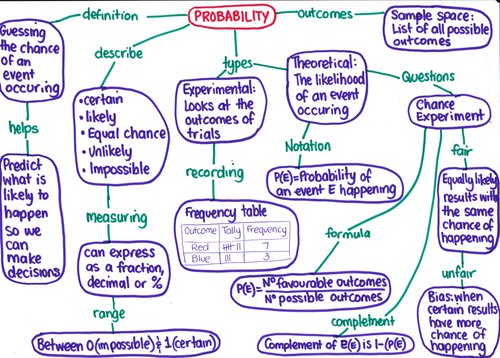 PROBABILITY
definition
Guessing
the chance
of an
event
occuring
helps
Predict
what is
likely to
happen
so we
can
make
decisions
describe
• certain
• likely
• Equal chance
• Unlikely
• Impossible
measuring
can express
as a fraction,
decimal or %
range
Between 0(impossible) & 1(certain)
types
Experimental:
Looks at the
outcomes of
trials
recording
Frequency table
Outcome Tally Frequency
Red 𝍸 II 7
Blue III 3
Theoretical:
The likelihood
of an event
occuring
Notation
P(E)=Probability of
an event E happening
outcomes
Sample space:
List of all possible
outcomes
Questions
Chance
Experiment
formula
P(E)=Nº favourable outcomes
Nº possible outcomes
completment
Complement of E(E) is 1-(P(E)
fair
Equally likely
results with
the same
chance of
happening
unfair
Bias: when
certain results
have more
chance of
happening